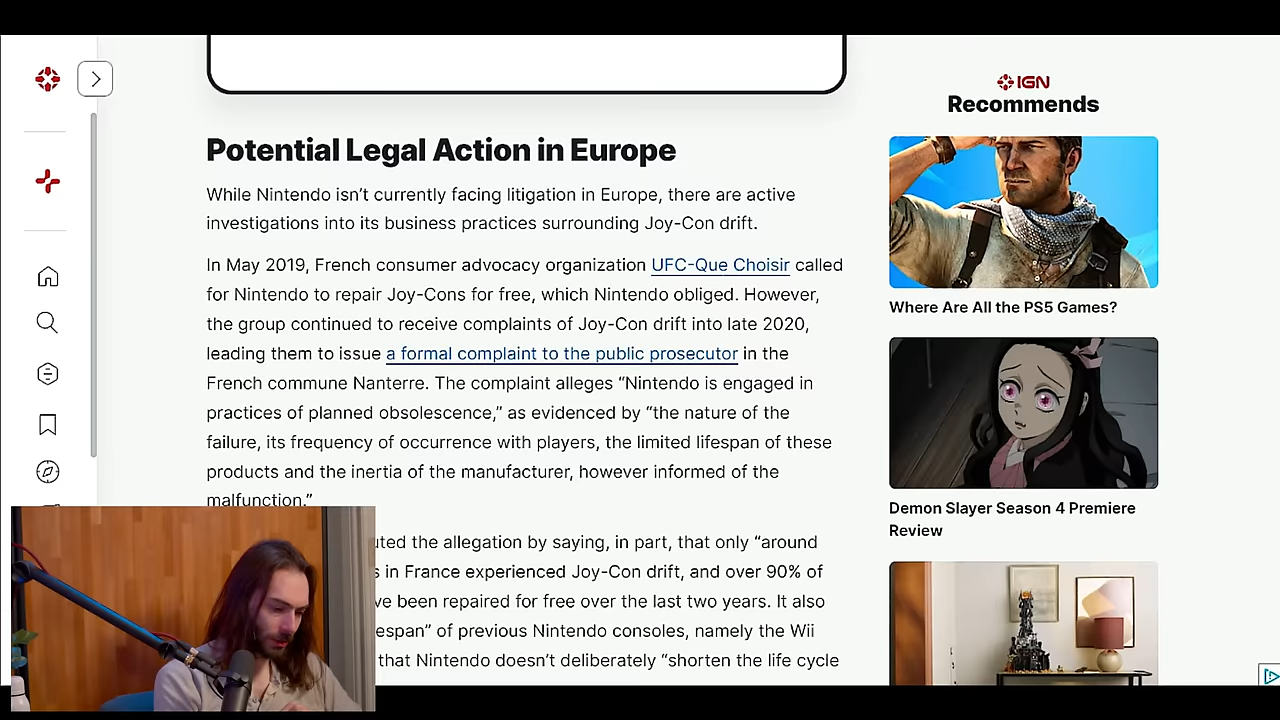 Potential Legal Action in Europe
While Nintendo isn’t currently facing litigation in Europe, there are active
investigations into its business practices surrounding Joy-Con drift.
In May 2019, French consumer advocacy organization UFC-Que Choisir called
for Nintendo to repair Joy-Cons for free, which Nintendo obliged. However,
the group continued to receive complaints of Joy-Con drift into late 2020,
leading them to issue a formal complaint to the public prosecutor in the
French commune Nanterre. The complaint alleges “Nintendo is engaged in
practices of planned obsolescence,” as evidenced by “the nature of the
failure, its frequency of occurrence with players, the limited lifespan of these
products and the inertia of the manufacturer, however informed of the
malfunction.”
the allegation by saying, in part, that only “around
in France experienced Joy-Con drift, and over 90% of
been repaired for free over the last two years. It also
of previous Nintendo consoles, namely the Wii
that Nintendo doesn’t deliberately “shorten the life cycle
IGN
Recommends
Where Are All the PS5 Games?
Demon Slayer Season 4 Premiere
Review